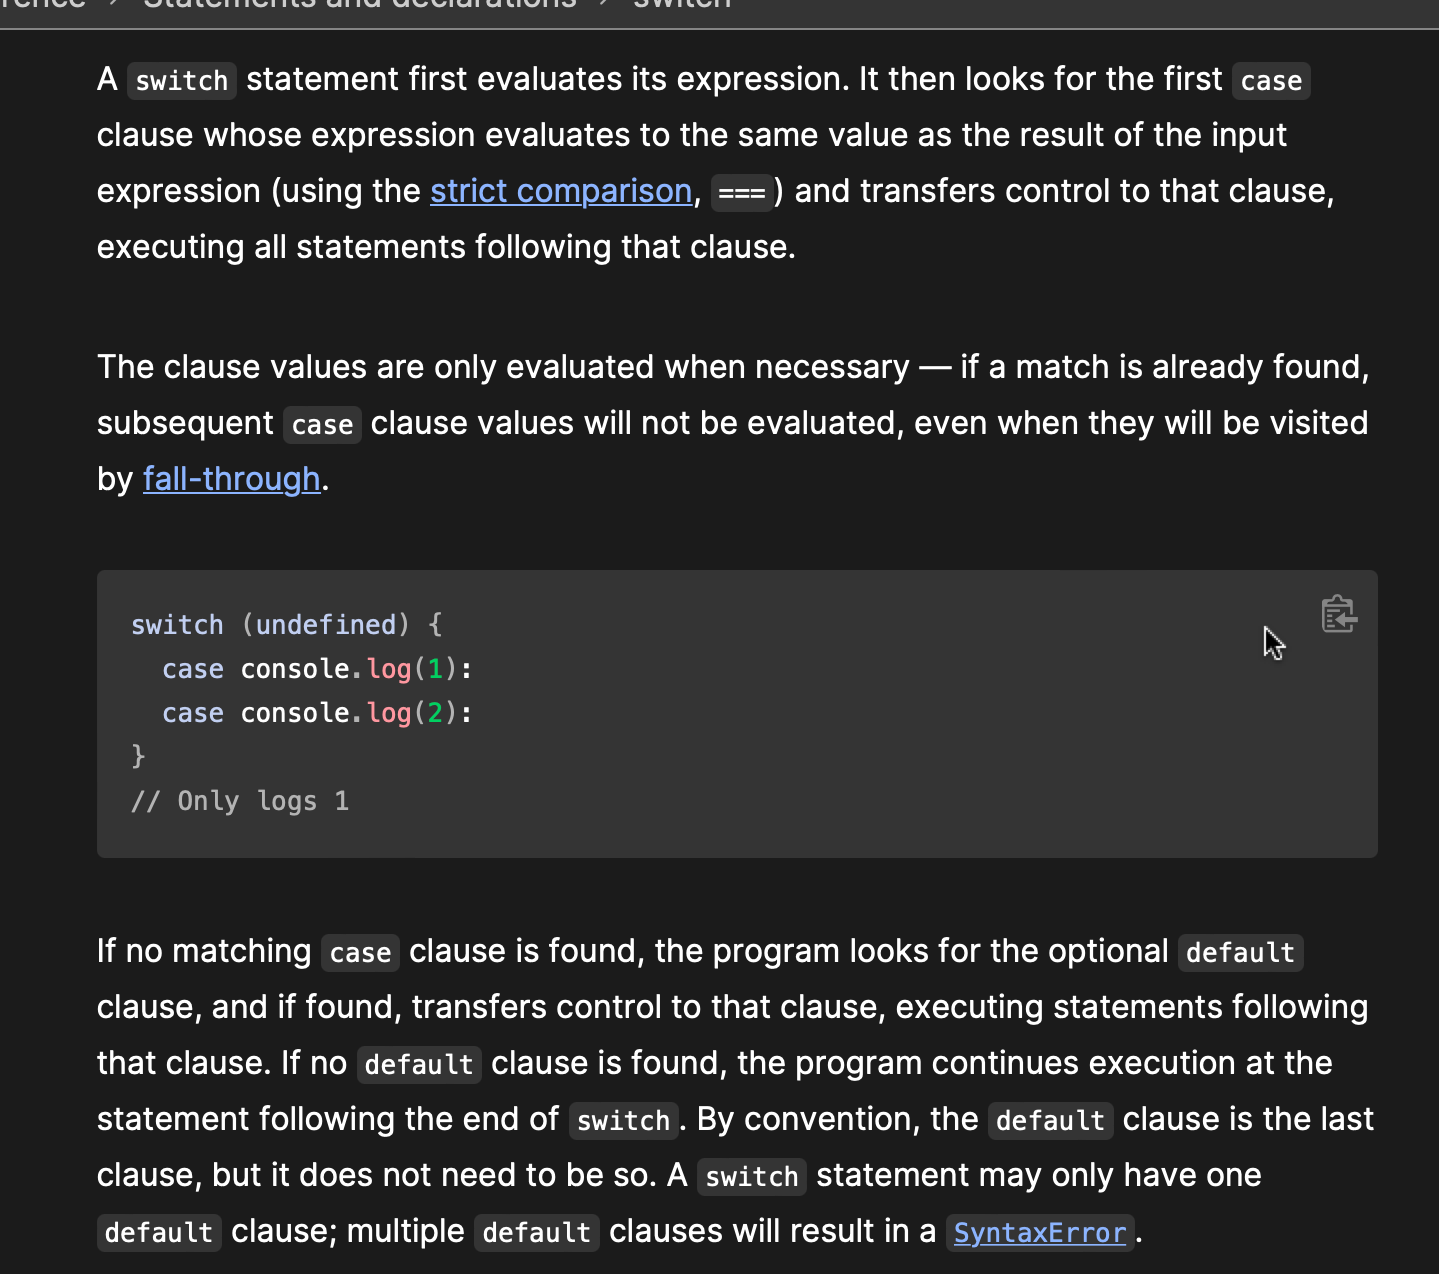 Statements and declarations > switch
A switch statement first evaluates its expression. It then looks for the first case
clause whose expression evaluates to the same value as the result of the input
expression (using the strict comparison, ===) and transfers control to that clause,
executing all statements following that clause.
The clause values are only evaluated when necessary — if a match is already found,
subsequent case clause values will not be evaluated, even when they will be visited
by fall-through.
switch (undefined) {
  case console.log(1):
  case console.log(2):
}
// Only logs 1
If no matching case clause is found, the program looks for the optional default
clause, and if found, transfers control to that clause, executing statements following
that clause. If no default clause is found, the program continues execution at the
statement following the end of switch. By convention, the default clause is the last
clause, but it does not need to be so. A switch statement may only have one
default clause; multiple default clauses will result in a SyntaxError.